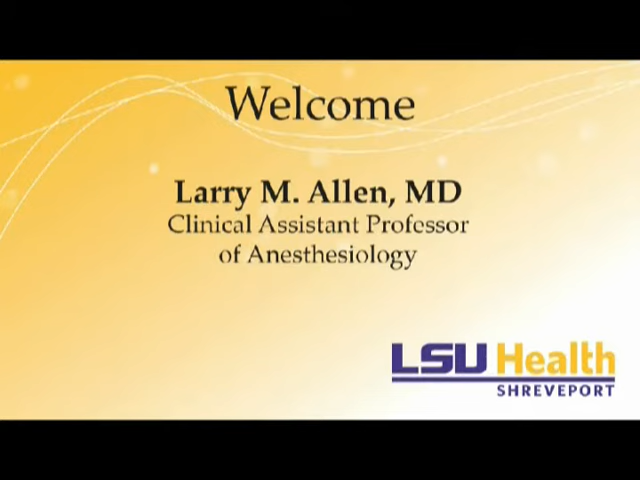 Welcome
Larry M. Allen, MD
Clinical Assistant Professor
of Anesthesiology
LSU Health
SHREVEPORT